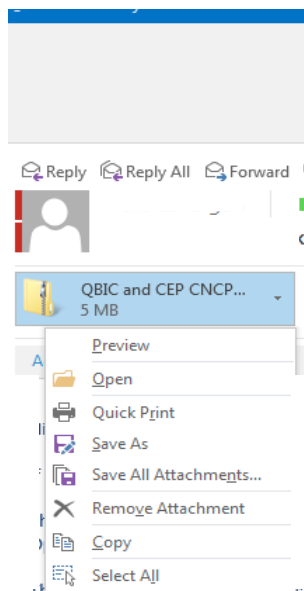 Reply Reply All Forward
QBIC and CEP CNCP...
5 MB
Preview
Open
Quick Print
Save As
Save All Attachments...
Remove Attachment
Copy
Select All